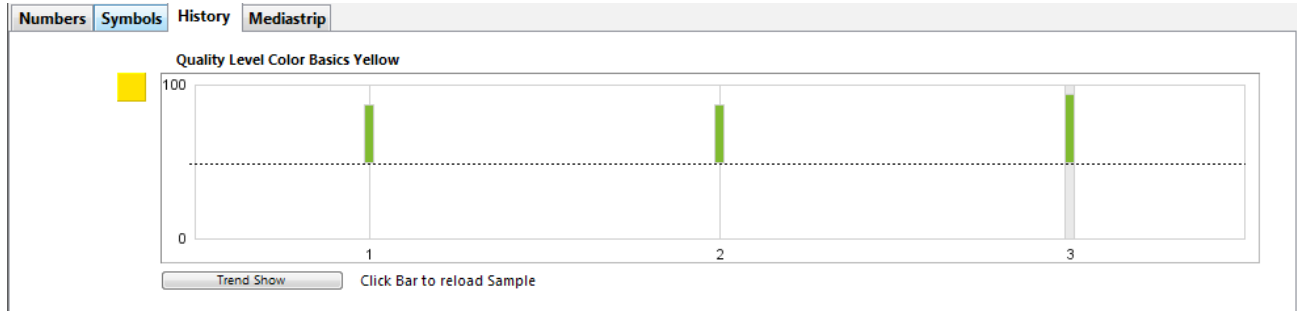 Numbers Symbols History Mediastrip
Quality Level Color Basics Yellow
100
0
1 2 3
Trend Show Click Bar to reload Sample